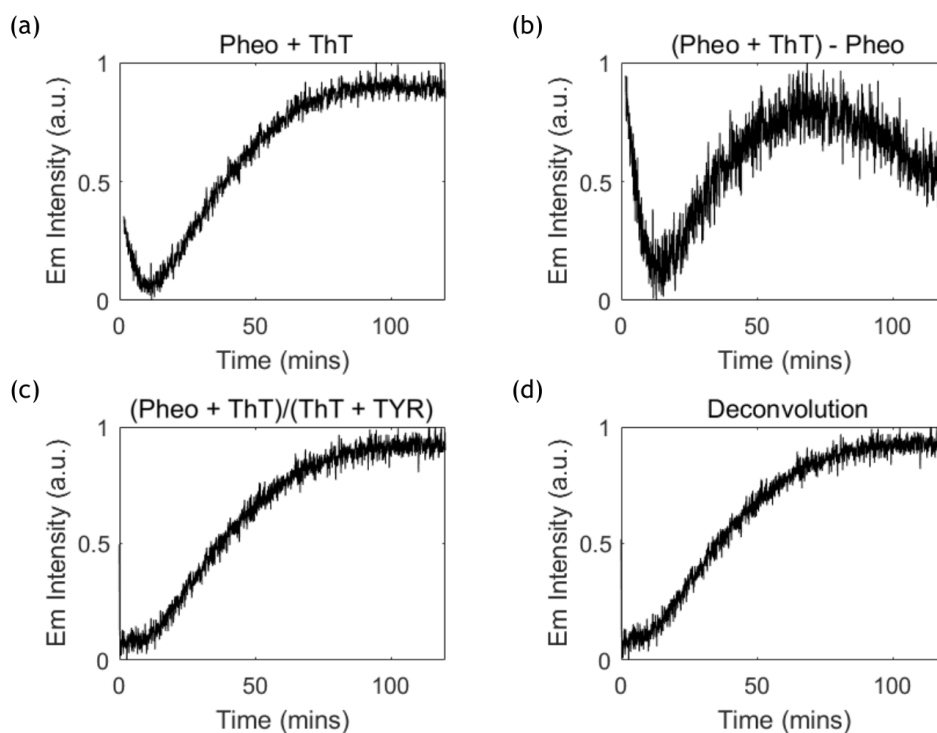 (a)
Pheo + ThT
1
0.5
0
Em Intensity (a.u.)
0 50 100
Time (mins)
(b)
(Pheo + ThT) - Pheo
1
0.5
0
Em Intensity (a.u.)
0 50 100
Time (mins)
(c)
(Pheo + ThT)/(ThT + TYR)
1
0.5
0
Em Intensity (a.u.)
0 50 100
Time (mins)
(d)
Deconvolution
1
0.5
0
Em Intensity (a.u.)
0 50 100
Time (mins)